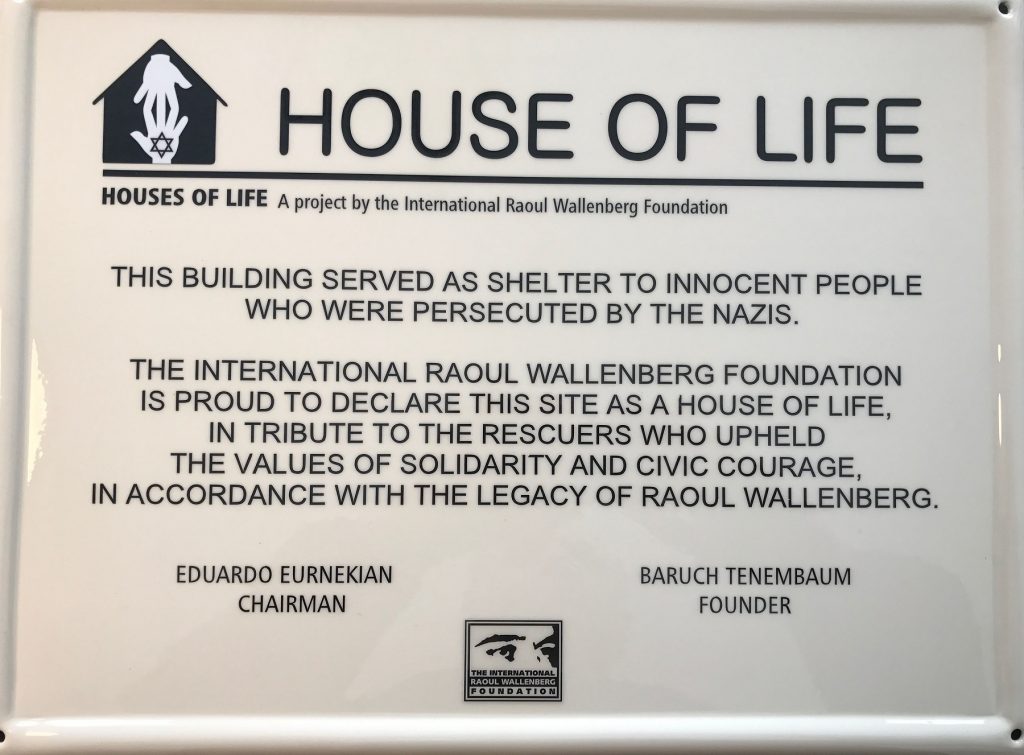 HOUSE OF LIFE
HOUSES OF LIFE A project by the International Raoul Wallenberg Foundation
THIS BUILDING SERVED AS SHELTER TO INNOCENT PEOPLE
WHO WERE PERSECUTED BY THE NAZIS.
THE INTERNATIONAL RAOUL WALLENBERG FOUNDATION
IS PROUD TO DECLARE THIS SITE AS A HOUSE OF LIFE,
IN TRIBUTE TO THE RESCUERS WHO UPHELD
THE VALUES OF SOLIDARITY AND CIVIC COURAGE,
IN ACCORDANCE WITH THE LEGACY OF RAOUL WALLENBERG.
EDUARDO EURNEKIAN
CHAIRMAN
BARUCH TENEMBAUM
FOUNDER
THE INTERNATIONAL
RAOUL WALLENBERG
FOUNDATION